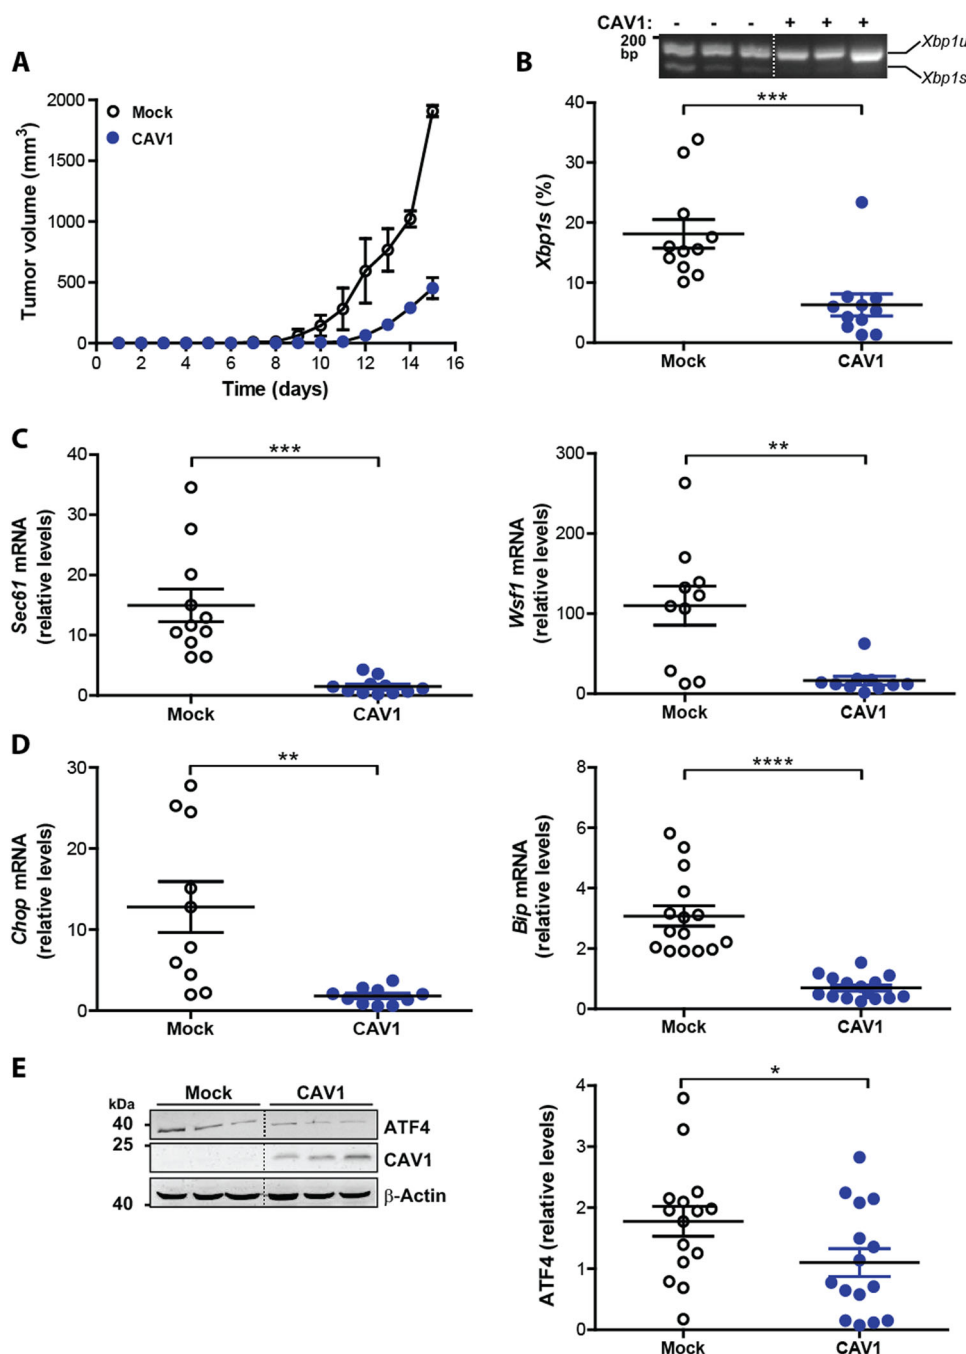 A
Mock
CAV1
Tumor volume (mm³)
2000
1500
1000
500
0
0 2 4 6 8 10 12 14 16
Time (days)
B
CAV1: - - - + + +
200
bp
Xbp1u
Xbp1s
***
Xbp1s (%)
40
30
20
10
0
Mock CAV1
C
***
Sec61 mRNA
(relative levels)
40
30
20
10
0
Mock CAV1
**
Wsf1 mRNA
(relative levels)
300
200
100
0
Mock CAV1
D
**
Chop mRNA
(relative levels)
30
20
10
0
Mock CAV1
****
Bip mRNA
(relative levels)
8
6
4
2
0
Mock CAV1
E
Mock CAV1
kDa
40
ATF4
25
CAV1
β-Actin
40
*
ATF4 (relative levels)
4
3
2
1
0
Mock CAV1